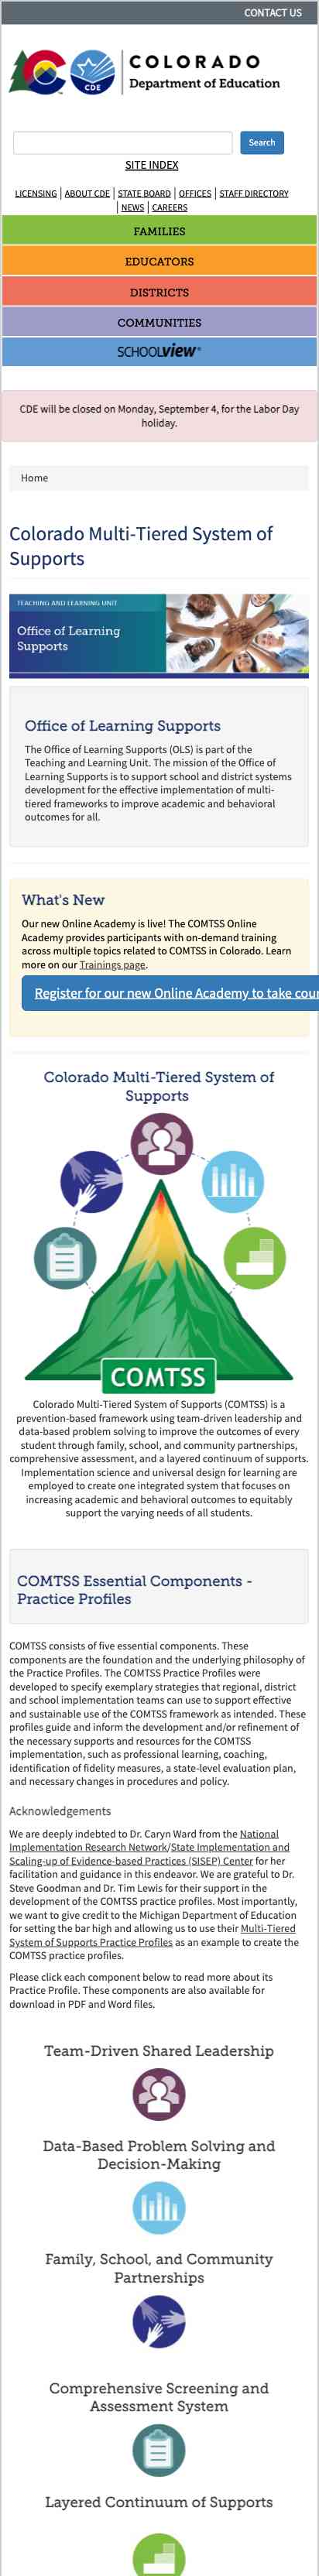 CONTACT US
CDE
COLORADO
Department of Education
Search
SITE INDEX
LICENSING | ABOUT CDE | STATE BOARD | OFFICES | STAFF DIRECTORY
| NEWS | CAREERS
FAMILIES
EDUCATORS
DISTRICTS
COMMUNITIES
SCHOOLVIEW®
CDE will be closed on Monday, September 4, for the Labor Day
holiday.
Home
Colorado Multi-Tiered System of
Supports
TEACHING AND LEARNING UNIT
Office of Learning
Supports
Office of Learning Supports
The Office of Learning Supports (OLS) is part of the
Teaching and Learning Unit. The mission of the Office of
Learning Supports is to support school and district systems
development for the effective implementation of multi-
tiered frameworks to improve academic and behavioral
outcomes for all.
What's New
Our new Online Academy is live! The COMTSS Online
Academy provides participants with on-demand training
across multiple topics related to COMTSS in Colorado. Learn
more on our Trainings page.
Register for our new Online Academy to take cour
Colorado Multi-Tiered System of
Supports
COMTSS
Colorado Multi-Tiered System of Supports (COMTSS) is a
prevention-based framework using team-driven leadership and
data-based problem solving to improve the outcomes of every
student through family, school, and community partnerships,
comprehensive assessment, and a layered continuum of supports.
Implementation science and universal design for learning are
employed to create one integrated system that focuses on
increasing academic and behavioral outcomes to equitably
support the varying needs of all students.
COMTSS Essential Components -
Practice Profiles
COMTSS consists of five essential components. These
components are the foundation and the underlying philosophy of
the Practice Profiles. The COMTSS Practice Profiles were
developed to specify exemplary strategies that regional, district
and school implementation teams can use to support effective
and sustainable use of the COMTSS framework as intended. These
profiles guide and inform the development and/or refinement of
the necessary supports and resources for the COMTSS
implementation, such as professional learning, coaching,
identification of fidelity measures, a state-level evaluation plan,
and necessary changes in procedures and policy.
Acknowledgements
We are deeply indebted to Dr. Caryn Ward from the National
Implementation Research Network/State Implementation and
Scaling-up of Evidence-based Practices (SISEP) Center for her
facilitation and guidance in this endeavor. We are grateful to Dr.
Steve Goodman and Dr. Tim Lewis for their support in the
development of the COMTSS practice profiles. Most importantly,
we want to give credit to the Michigan Department of Education
for setting the bar high and allowing us to use their Multi-Tiered
System of Supports Practice Profiles as an example to create the
COMTSS practice profiles.
Please click each component below to read more about its
Practice Profile. These components are also available for
download in PDF and Word files.
Team-Driven Shared Leadership
Data-Based Problem Solving and
Decision-Making
Family, School, and Community
Partnerships
Comprehensive Screening and
Assessment System
Layered Continuum of Supports